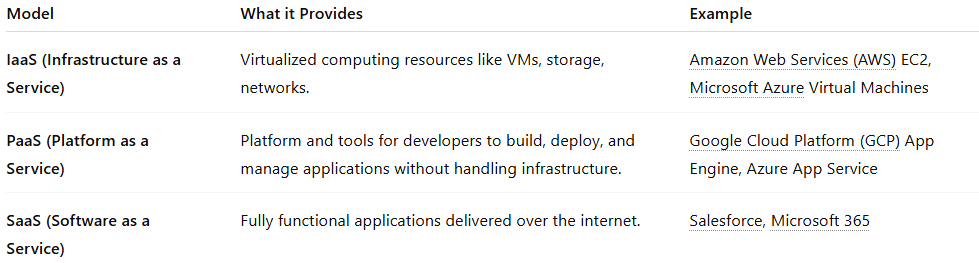 Model What it Provides Example
IaaS (Infrastructure as a Virtualized computing resources like VMs, storage, Amazon Web Services (AWS) EC2,
Service) networks. Microsoft Azure Virtual Machines
PaaS (Platform as a Platform and tools for developers to build, deploy, and Google Cloud Platform (GCP) App
Service) manage applications without handling infrastructure. Engine, Azure App Service
SaaS (Software as a Fully functional applications delivered over the internet. Salesforce, Microsoft 365
Service)